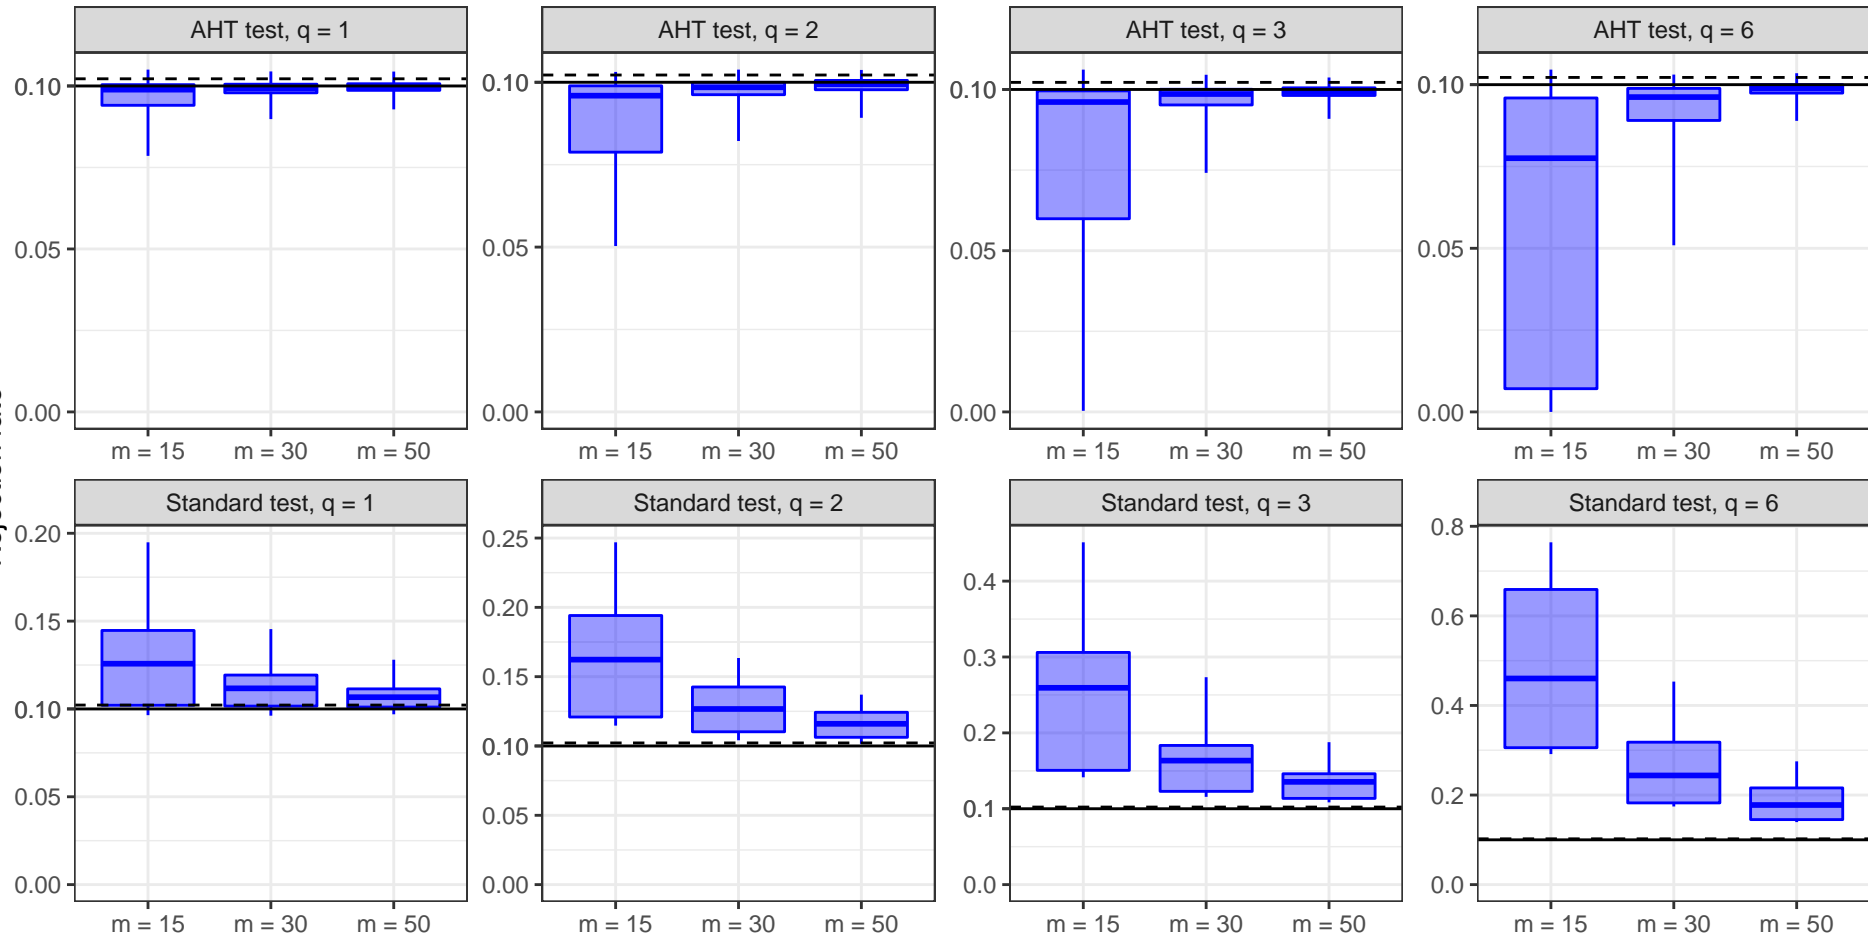 AHT test, q = 1 AHT test, q = 2 AHT test, q = 3 AHT test, q = 6
0.10 0.10 0.10 0.10
0.05 0.05 0.05 0.05
0.00 0.00 0.00 0.00
m = 15 m = 30 m = 50 m = 15 m = 30 m = 50 m = 15 m = 30 m = 50 m = 15 m = 30 m = 50
Standard test, q = 1 Standard test, q = 2 Standard test, q = 3 Standard test, q = 6
0.20 0.25 0.4 0.8
0.15 0.20 0.3 0.6
0.10 0.15 0.2 0.4
0.05 0.10 0.1 0.2
0.00 0.05 0.0 0.0
0.00
m = 15 m = 30 m = 50 m = 15 m = 30 m = 50 m = 15 m = 30 m = 50 m = 15 m = 30 m = 50